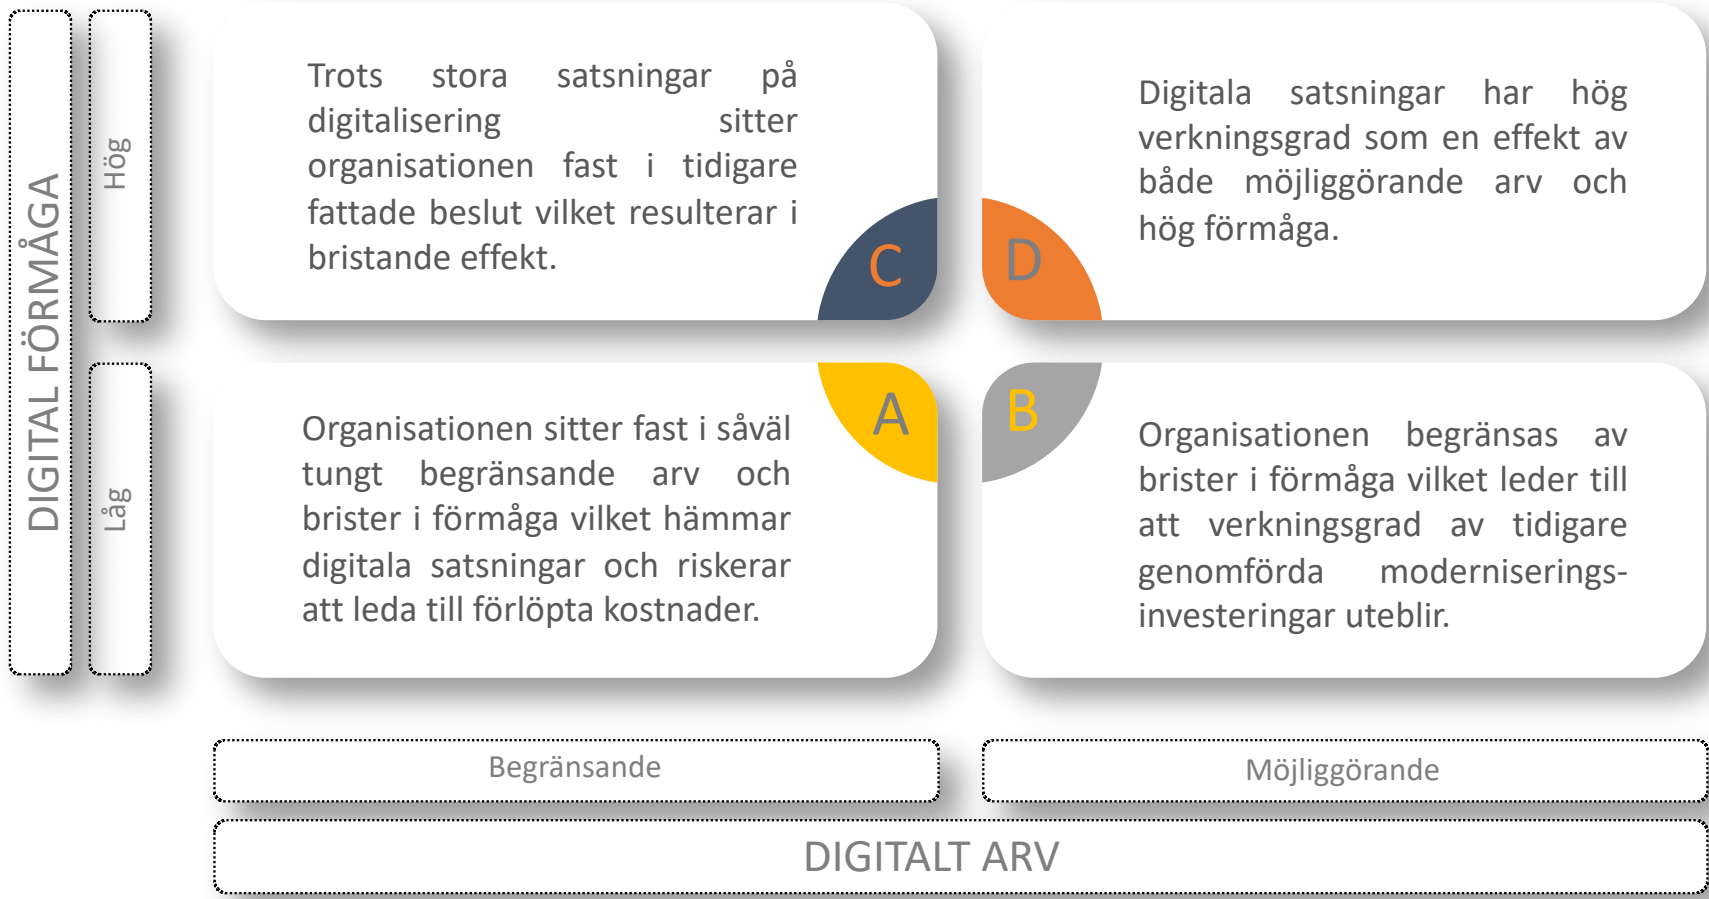 DIGITAL FÖRMÅGA
Hög
Trots stora satsningar på
digitalisering sitter
organisationen fast i tidigare
fattade beslut vilket resulterar i
bristande effekt.
C
Digitala satsningar har hög
verkningsgrad som en effekt av
både möjliggörande arv och
hög förmåga.
D
Låg
Organisationen sitter fast i såväl
tungt begränsande arv och
brister i förmåga vilket hämmar
digitala satsningar och riskerar
att leda till förlöpta kostnader.
A
B
Organisationen begränsas av
brister i förmåga vilket leder till
att verkningsgrad av tidigare
genomförda moderniserings-
investeringar uteblir.
Begränsande
Möjliggörande
DIGITALT ARV